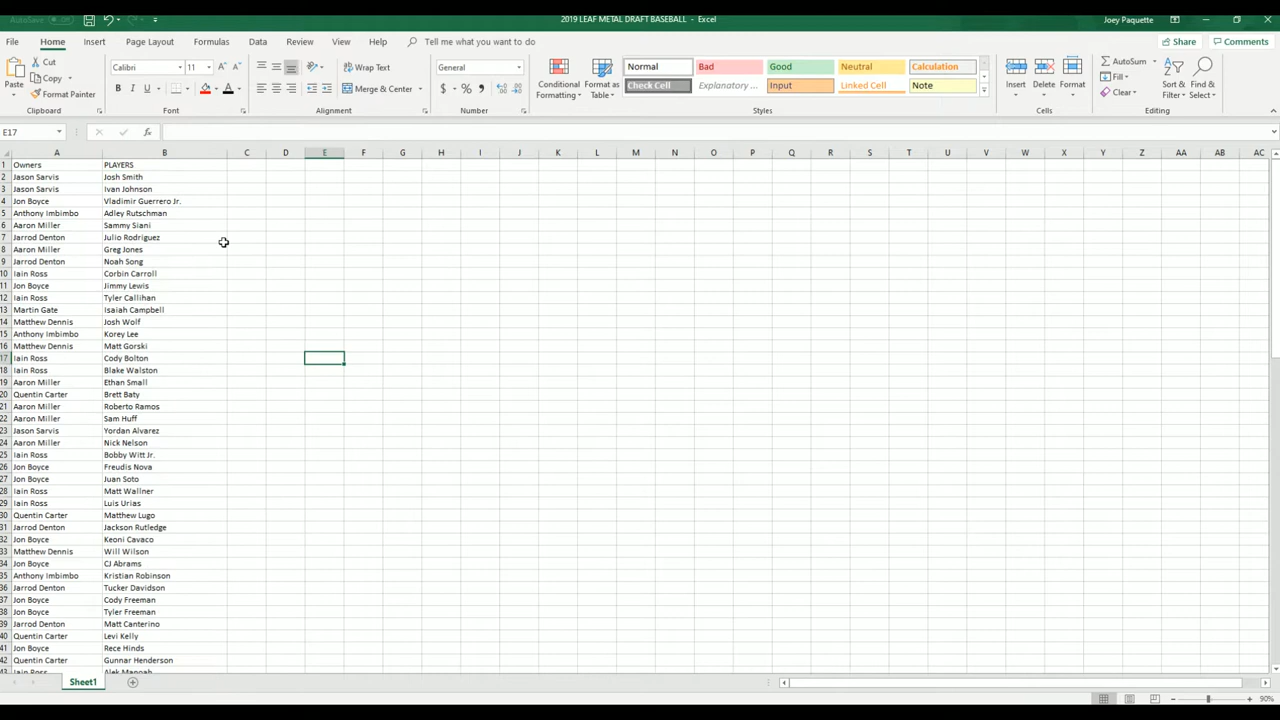 AutoSave Off
2019 LEAF METAL DRAFT BASEBALL - Excel
Joey Paquette
File Home Insert Page Layout Formulas Data Review View Help Tell me what you want to do
Share Comments
Paste Cut Copy Format Painter
Clipboard
Calibri 11
B I U
Font
Wrap Text
Merge & Center
Alignment
General
$ % ,
Number
Conditional Formatting
Format as Table
Normal Bad Good Neutral Calculation
Check Cell Explanatory ... Input Linked Cell Note
Styles
Insert Delete Format
Cells
AutoSum
Fill
Clear
Sort & Filter
Find & Select
Editing
E17 fx
A B C D E F G H I J K L M N O P Q R S T U V W X Y Z AA AB AC
1 Owners PLAYERS
2 Jason Sarvis Josh Smith
3 Jason Sarvis Ivan Johnson
4 Jon Boyce Vladimir Guerrero Jr.
5 Anthony Imbimbo Adley Rutschman
6 Aaron Miller Sammy Siani
7 Jarrod Denton Julio Rodriguez
8 Aaron Miller Greg Jones
9 Jarrod Denton Noah Song
10 Iain Ross Corbin Carroll
11 Jon Boyce Jimmy Lewis
12 Iain Ross Tyler Callihan
13 Martin Gate Isaiah Campbell
14 Matthew Dennis Josh Wolf
15 Anthony Imbimbo Korey Lee
16 Matthew Dennis Matt Gorski
17 Iain Ross Cody Bolton
18 Iain Ross Blake Walston
19 Aaron Miller Ethan Small
20 Quentin Carter Brett Baty
21 Aaron Miller Roberto Ramos
22 Aaron Miller Sam Huff
23 Jason Sarvis Yordan Alvarez
24 Aaron Miller Nick Nelson
25 Iain Ross Bobby Witt Jr.
26 Jon Boyce Freudis Nova
27 Jon Boyce Juan Soto
28 Iain Ross Matt Wallner
29 Iain Ross Luis Urias
30 Quentin Carter Matthew Lugo
31 Jarrod Denton Jackson Rutledge
32 Jon Boyce Keoni Cavaco
33 Matthew Dennis Will Wilson
34 Jon Boyce CJ Abrams
35 Anthony Imbimbo Kristian Robinson
36 Jarrod Denton Tucker Davidson
37 Jon Boyce Cody Freeman
38 Jon Boyce Tyler Freeman
39 Jarrod Denton Matt Canterino
40 Quentin Carter Levi Kelly
41 Jon Boyce Rece Hinds
42 Quentin Carter Gunnar Henderson
43 Iain Ross Alek Manoah
Sheet1
90%